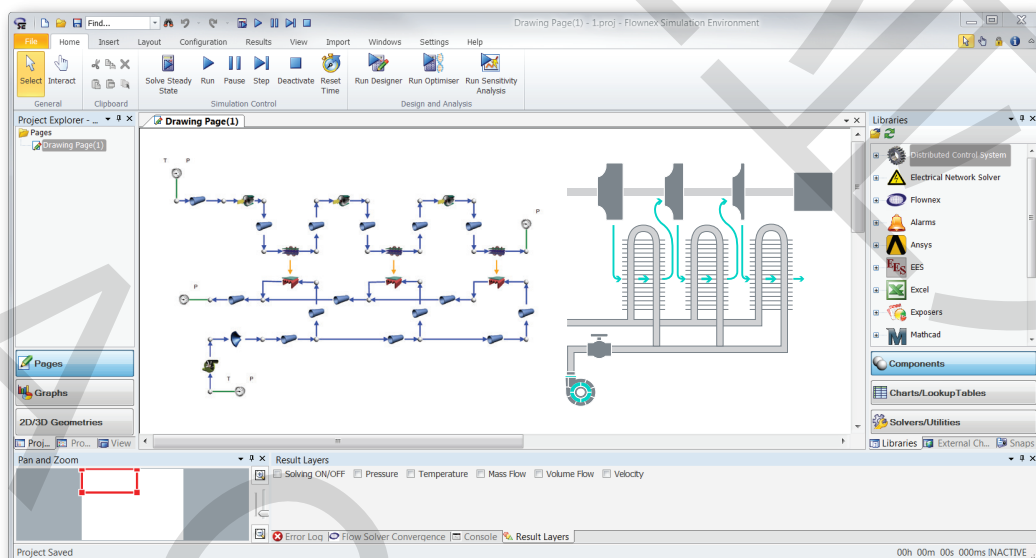 Find...
Drawing Page(1) - 1.proj - Flownex Simulation Environment
File Home Insert Layout Configuration Results View Import Windows Settings Help
Select Interact Solve Steady State Run Pause Step Deactivate Reset Time Run Designer Run Optimiser Run Sensitivity Analysis
General Clipboard Simulation Control Design and Analysis
Project Explorer - ...
Pages
Drawing Page(1)
Pages
Graphs
2D/3D Geometries
Proj... Pro... View
Drawing Page(1)
T P
P
P
T P
Libraries
Distributed Control System
Electrical Network Solver
Flownex
Alarms
Ansys
EES EES
Excel
Exposers
M Mathcad
Components
Charts/LookupTables
Solvers/Utilities
Libraries External Ch... Snaps
Pan and Zoom
Result Layers
Solving ON/OFF Pressure Temperature Mass Flow Volume Flow Velocity
Error Log Flow Solver Convergence Console Result Layers
Project Saved
00h 00m 00s 000ms INACTIVE